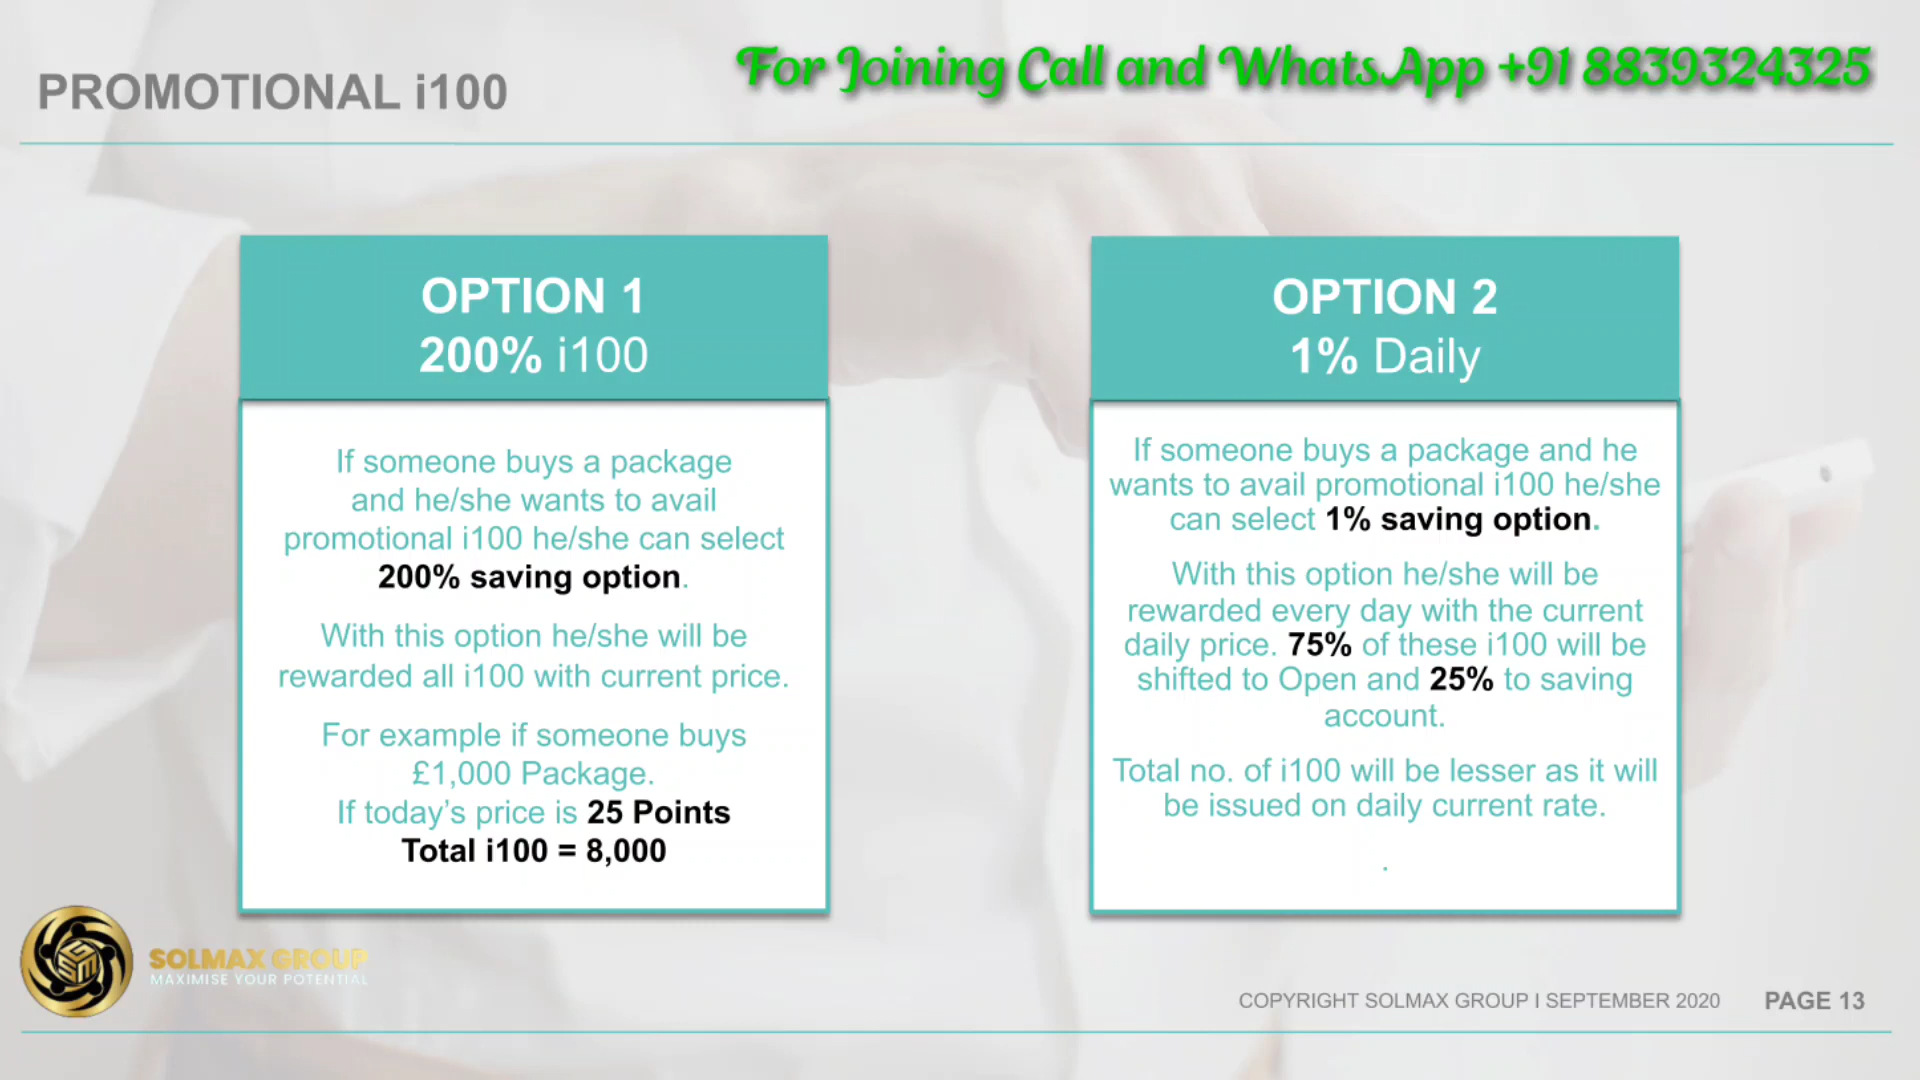 PROMOTIONAL i100
For Joining Call and WhatsApp +91 8839324325
OPTION 1
200% i100
If someone buys a package
and he/she wants to avail
promotional i100 he/she can select
200% saving option.
With this option he/she will be
rewarded all i100 with current price.
For example if someone buys
£1,000 Package.
If today's price is 25 Points
Total i100 = 8,000
OPTION 2
1% Daily
If someone buys a package and he
wants to avail promotional i100 he/she
can select 1% saving option.
With this option he/she will be
rewarded every day with the current
daily price. 75% of these i100 will be
shifted to Open and 25% to saving
account.
Total no. of i100 will be lesser as it will
be issued on daily current rate.
.
SGM
SOLMAX GROUP
MAXIMISE YOUR POTENTIAL
COPYRIGHT SOLMAX GROUP I SEPTEMBER 2020 PAGE 13